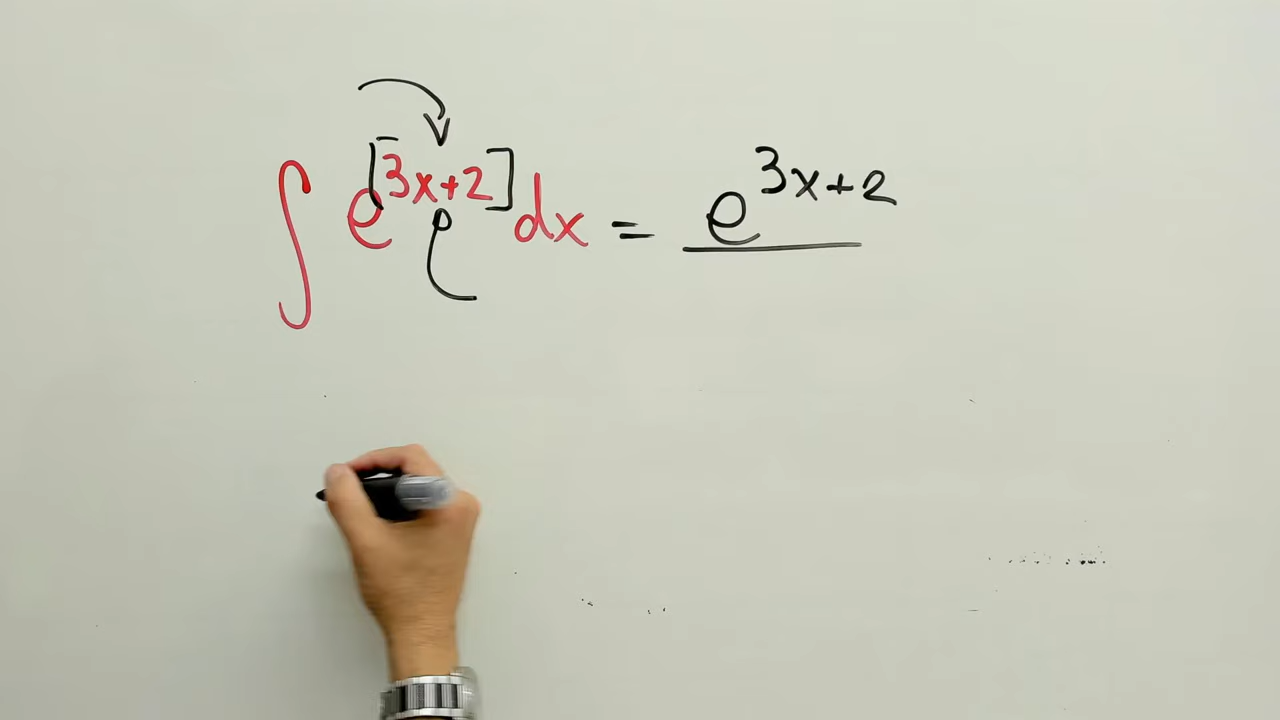 ∫ e^[3x+2] dx = e^3x+2